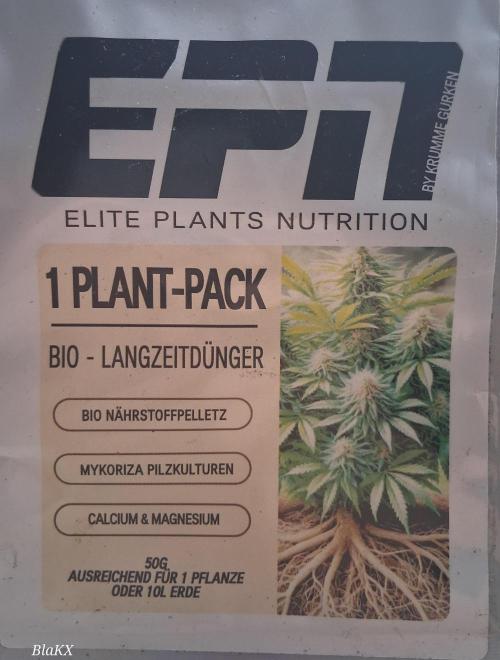 EPN
BY KRUMME GURKEN
ELITE PLANTS NUTRITION
1 PLANT-PACK
BIO - LANGZEITDÜNGER
BIO NÄHRSTOFFPELLETZ
MYKORIZA PILZKULTUREN
CALCIUM & MAGNESIUM
50G
AUSREICHEND FÜR 1 PFLANZE
ODER 10L ERDE
BlaKX